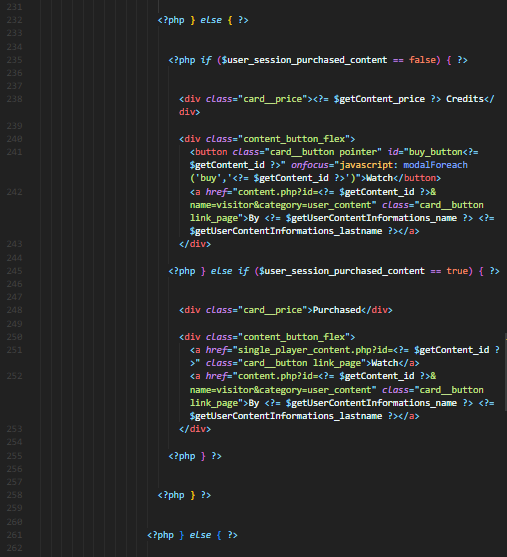 231
232 <?php } else { ?>
233
234
235 <?php if ($user_session_purchased_content == false) { ?>
236
237
238 <div class="card__price"><?= $getContent_price ?> Credits</
div>
239
240 <div class="content_button_flex">
241 <button class="card__button pointer" id="buy_button<?=
$getContent_id ?>" onfocus="javascript: modalForeach
('buy','<?= $getContent_id ?>')">Watch</button>
242 <a href="content.php?id=<?= $getContent_id ?>&
name=visitor&category=user_content" class="card__button
link_page">By <?= $getUserContentInformations_name ?> <?=
$getUserContentInformations_lastname ?></a>
243 </div>
244
245 <?php } else if ($user_session_purchased_content == true) { ?>
246
247
248 <div class="card__price">Purchased</div>
249
250 <div class="content_button_flex">
251 <a href="single_player_content.php?id=<?= $getContent_id ?
>" class="card__button link_page">Watch</a>
252 <a href="content.php?id=<?= $getContent_id ?>&
name=visitor&category=user_content" class="card__button
link_page">By <?= $getUserContentInformations_name ?> <?=
$getUserContentInformations_lastname ?></a>
253 </div>
254
255 <?php } ?>
256
257
258 <?php } ?>
259
260
261 <?php } else { ?>
262